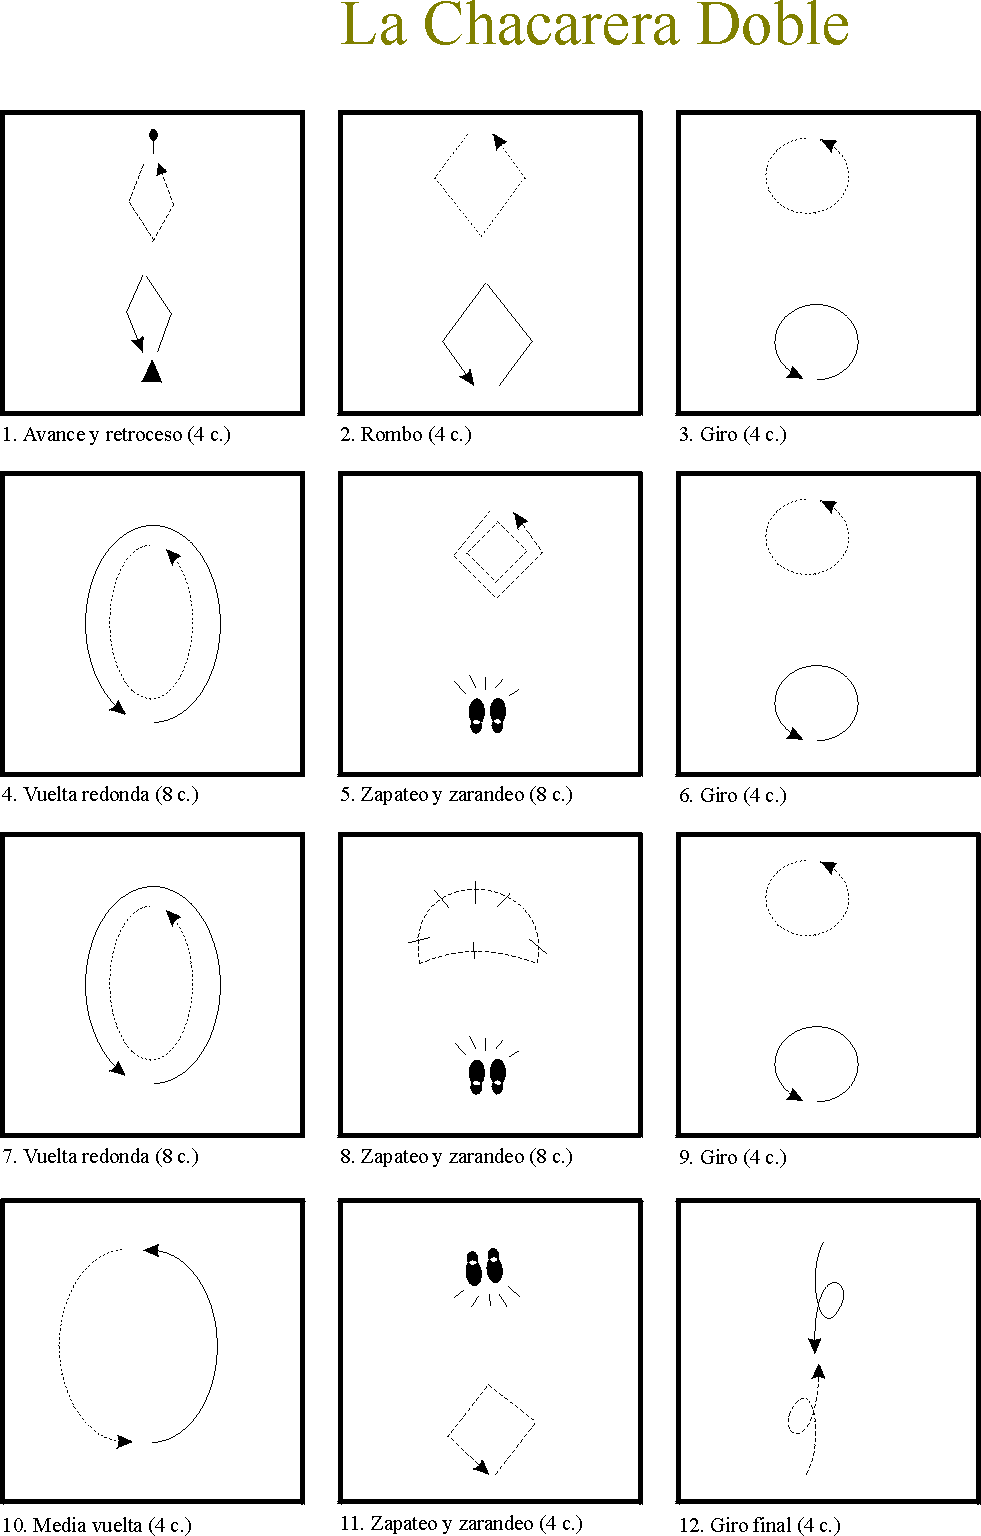 La Chacarera Doble
1. Avance y retroceso (4 c.)
2. Rombo (4 c.)
3. Giro (4 c.)
4. Vuelta redonda (8 c.)
5. Zapateo y zarandeo (8 c.)
6. Giro (4 c.)
7. Vuelta redonda (8 c.)
8. Zapateo y zarandeo (8 c.)
9. Giro (4 c.)
10. Media vuelta (4 c.)
11. Zapateo y zarandeo (4 c.)
12. Giro final (4 c.)